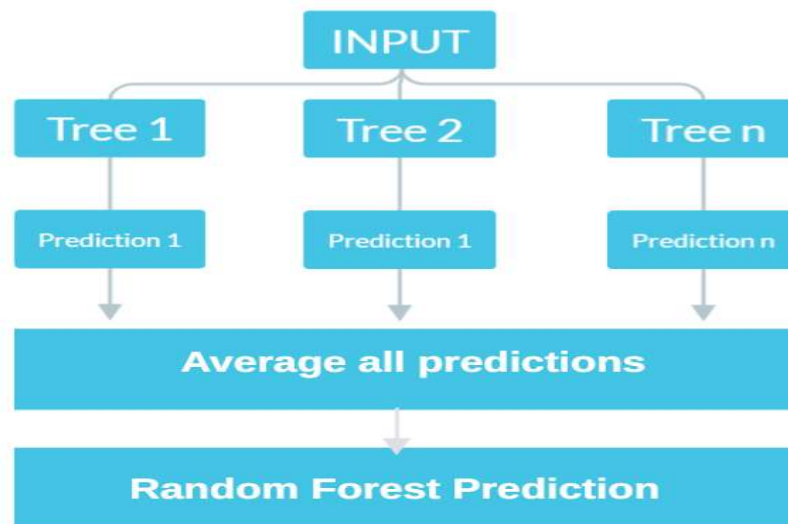 INPUT
Tree 1
Tree 2
Tree n
Prediction 1
Prediction 1
Prediction n
Average all predictions
Random Forest Prediction